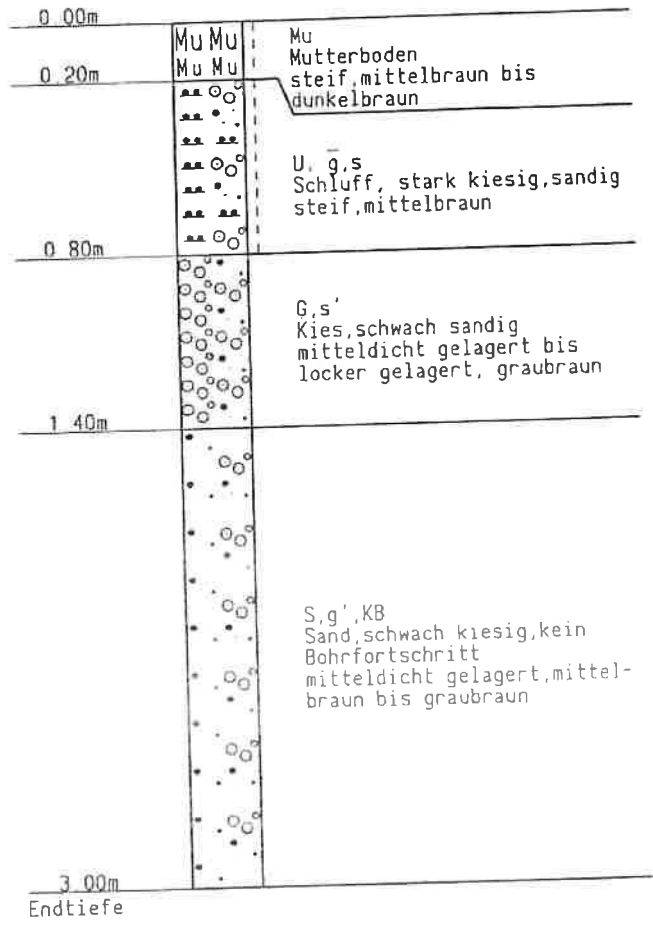 0.00m
Mu Mu
Mu Mu
Mu
Mutterboden
steif,mittelbraun bis
dunkelbraun
0.20m
U, g̅,s
Schluff, stark kiesig,sandig
steif,mittelbraun
0.80m
G,s'
Kies,schwach sandig
mitteldicht gelagert bis
locker gelagert, graubraun
1.40m
S,g',KB
Sand,schwach kiesig,kein
Bohrfortschritt
mitteldicht gelagert,mittel-
braun bis graubraun
3.00m
Endtiefe